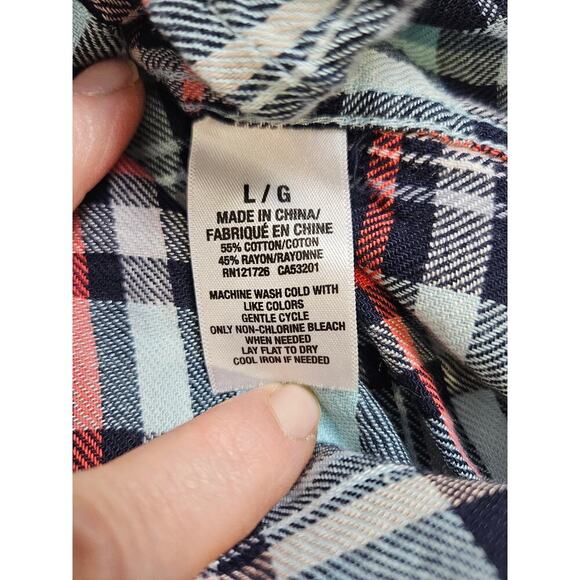 L / G
MADE IN CHINA/
FABRIQUÉ EN CHINE
55% COTTON/COTON
45% RAYON/RAYONNE
RN121726 CA53201
MACHINE WASH COLD WITH
LIKE COLORS
GENTLE CYCLE
ONLY NON-CHLORINE BLEACH
WHEN NEEDED
LAY FLAT TO DRY
COOL IRON IF NEEDED